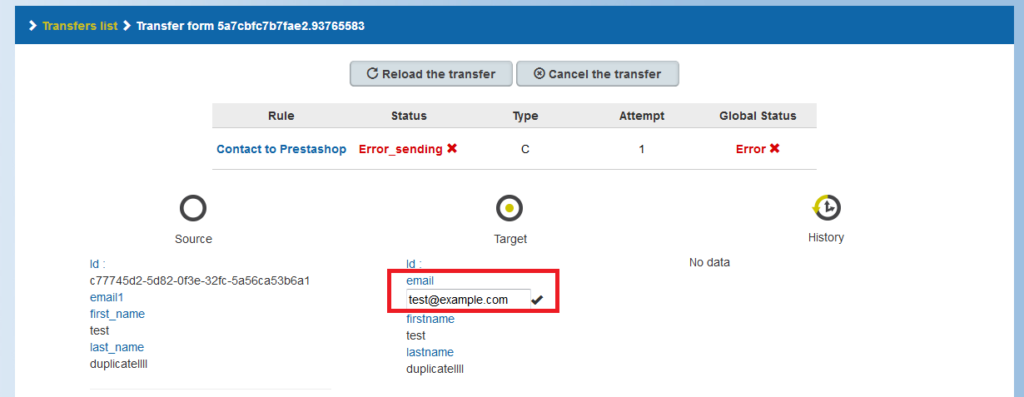 Transfers list > Transfer form 5a7cbfc7b7fae2.93765583
Reload the transfer Cancel the transfer
Rule Status Type Attempt Global Status
Contact to Prestashop Error_sending ✖ C 1 Error ✖
Source
Id :
c77745d2-5d82-0f3e-32fc-5a56ca53b6a1
email1
first_name
test
last_name
duplicatellll
Target
Id :
email
test@example.com
firstname
test
lastname
duplicatellll
History
No data